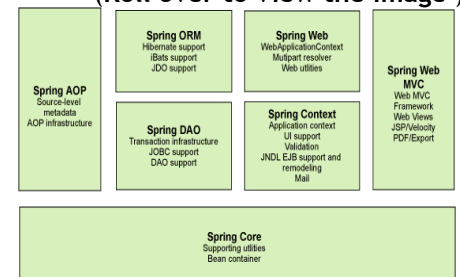 (Roll over to view the image )
Spring AOP
Source-level
metadata
AOP infrastructure
Spring ORM
Hibernate support
iBats support
JDO support
Spring DAO
Transaction infrastructure
JOBC support
DAO support
Spring Web
WebApplicationContext
Mutipart resolver
Web utilities
Spring Context
Application context
UI support
Validation
JNDL EJB support and
remodeling
Mail
Spring Web
MVC
Web MVC
Framework
Web Views
JSP/Velocity
PDF/Export
Spring Core
Supporting utlities
Bean container